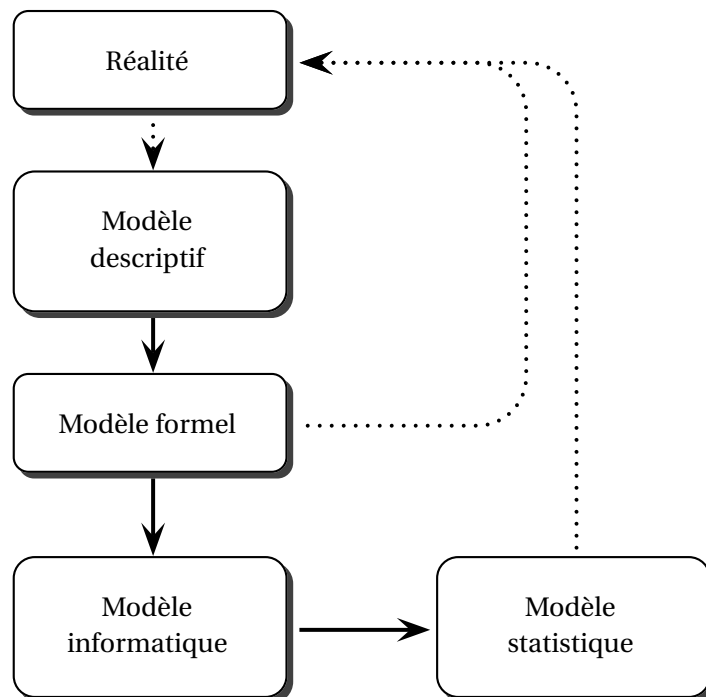 Réalité
Modèle
descriptif
Modèle formel
Modèle
informatique
Modèle
statistique